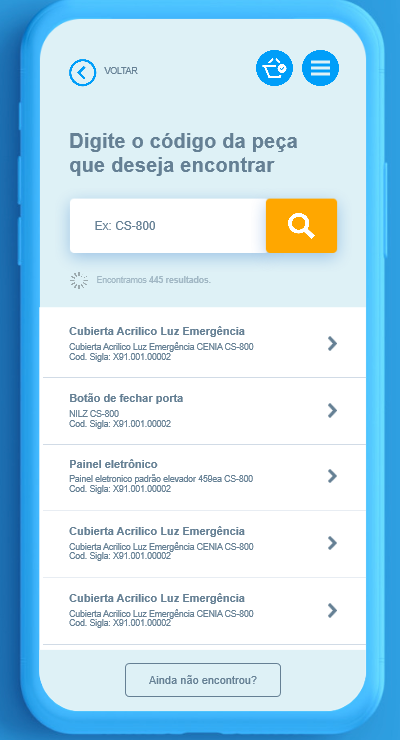 VOLTAR
Digite o código da peça
que deseja encontrar
Ex: CS-800
Encontramos 445 resultados.
Cubierta Acrilico Luz Emergência
Cubierta Acrilico Luz Emergência CENIA CS-800
Cod. Sigla: X91.001.00002
Botão de fechar porta
NILZ CS-800
Cod. Sigla: X91.001.00002
Painel eletrônico
Painel eletronico padrão elevador 459ea CS-800
Cod. Sigla: X91.001.00002
Cubierta Acrilico Luz Emergência
Cubierta Acrilico Luz Emergência CENIA CS-800
Cod. Sigla: X91.001.00002
Cubierta Acrilico Luz Emergência
Cubierta Acrilico Luz Emergência CENIA CS-800
Cod. Sigla: X91.001.00002
Ainda não encontrou?